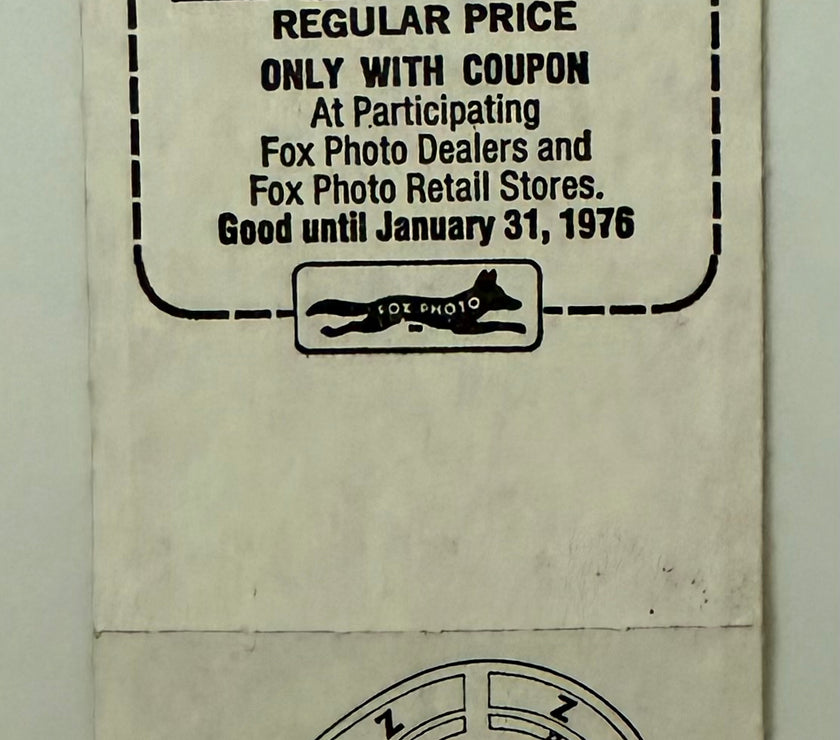 REGULAR PRICE
ONLY WITH COUPON
At Participating
Fox Photo Dealers and
Fox Photo Retail Stores.
Good until January 31, 1976
FOX PHOTO
Z Z